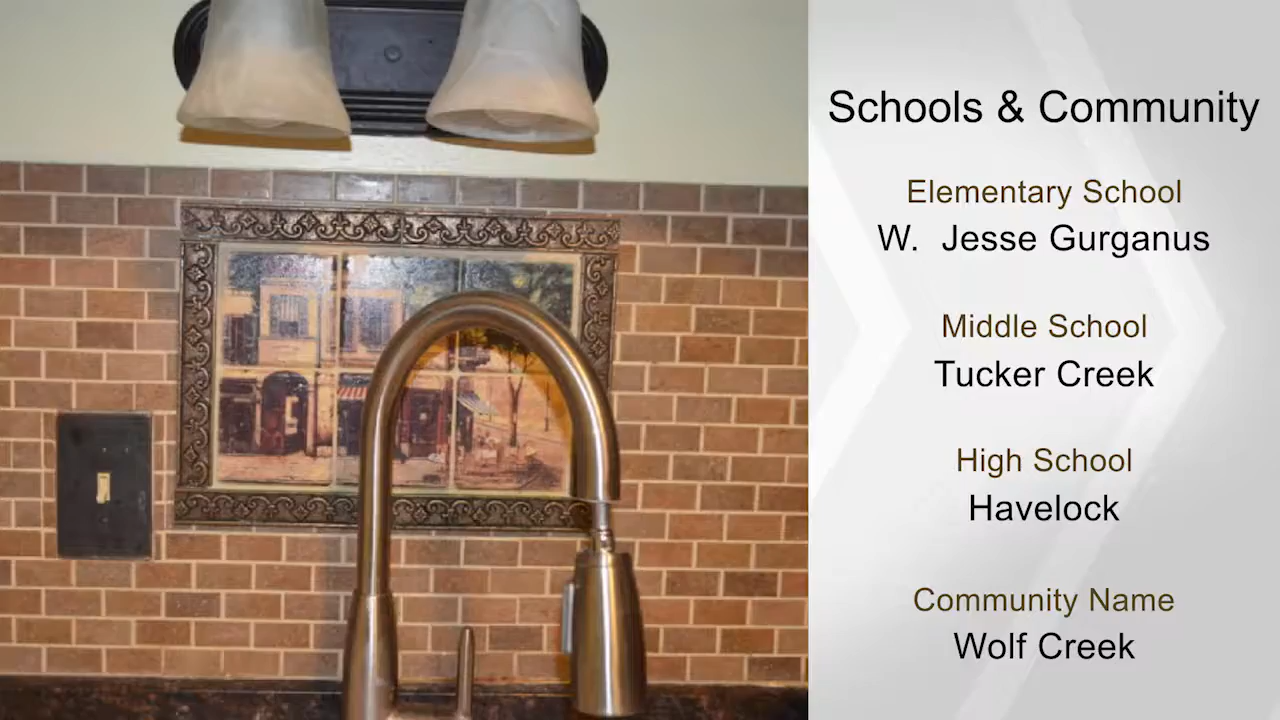 Schools & Community
Elementary School
W. Jesse Gurganus
Middle School
Tucker Creek
High School
Havelock
Community Name
Wolf Creek